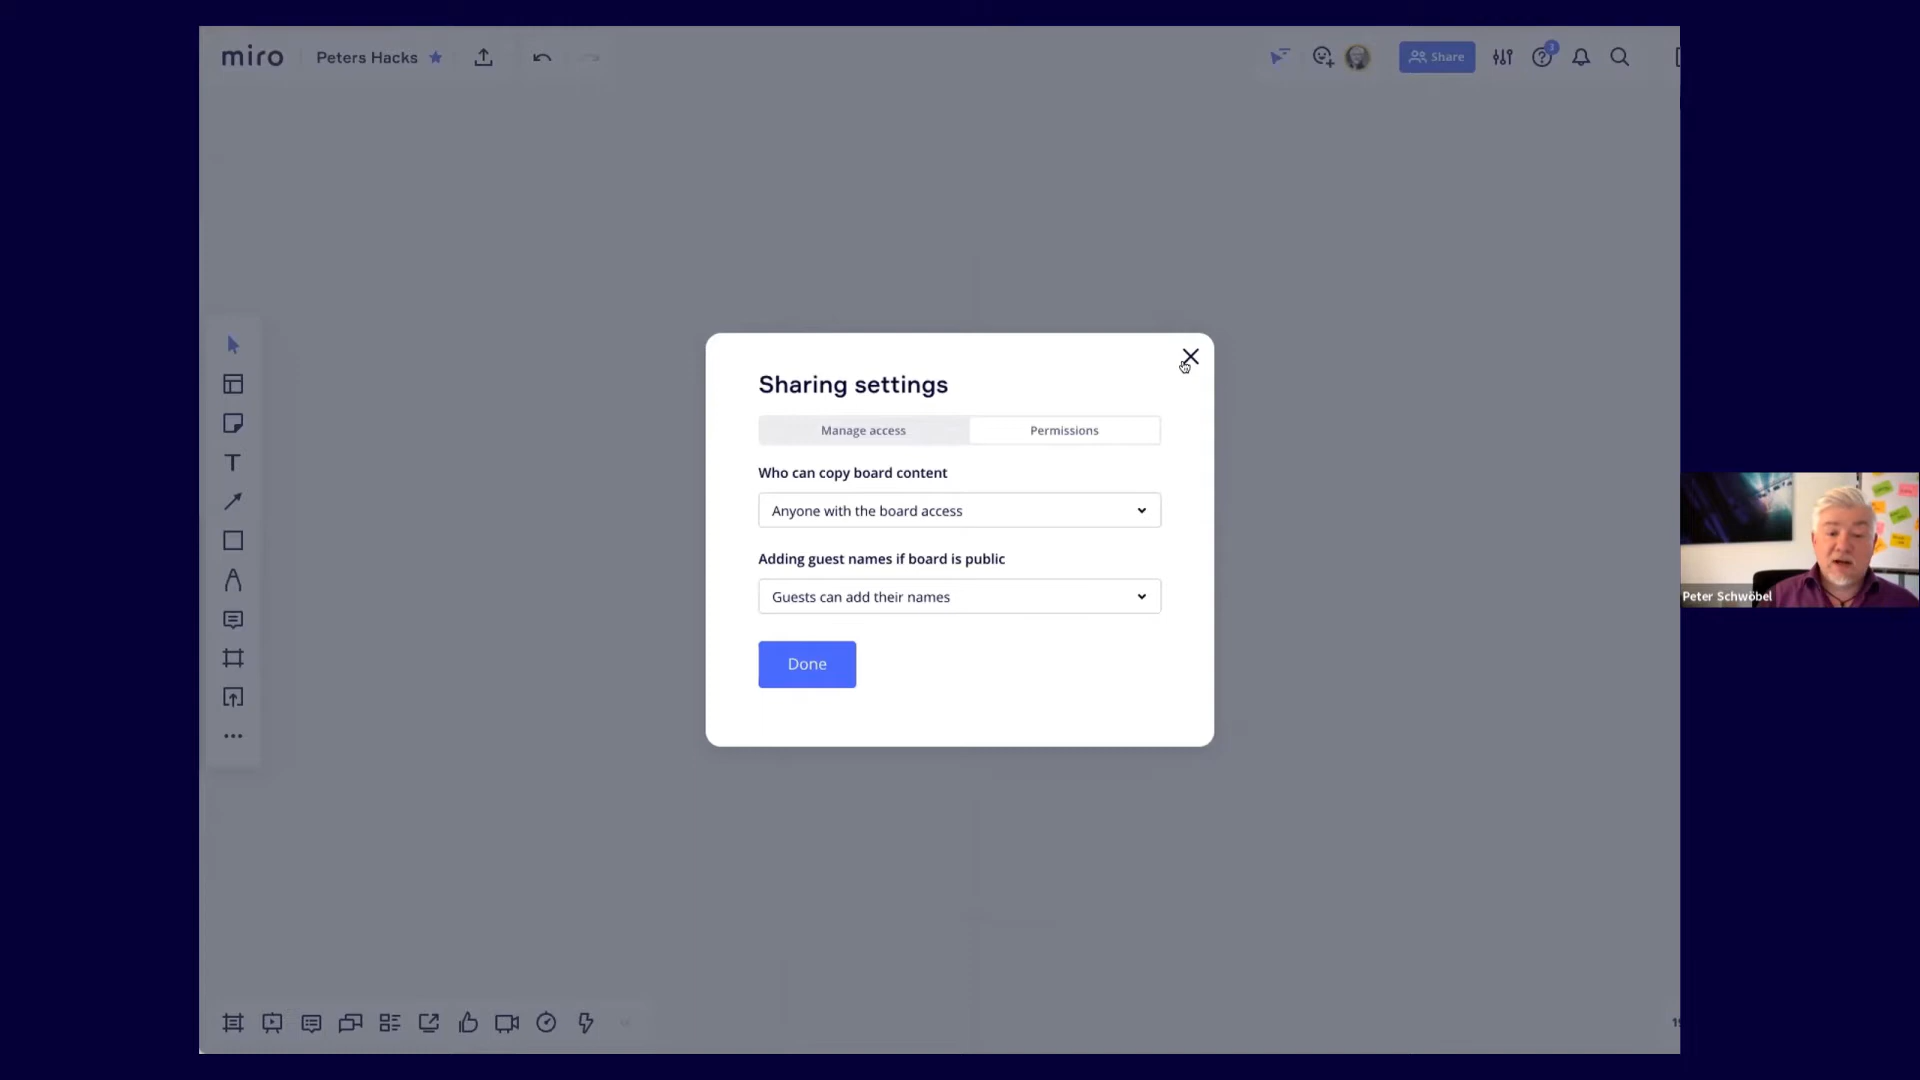 miro
Peters Hacks
Share
3
Sharing settings
Manage access
Permissions
Who can copy board content
Anyone with the board access
Adding guest names if board is public
Guests can add their names
Done
Peter Schwöbel